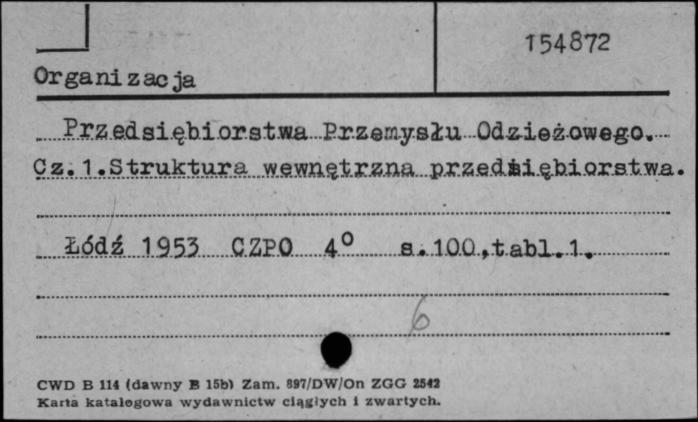 154872
Organizacja
Przedsiębiorstwa Przemysłu Odzieżowego.
Cz.1.Struktura wewnętrzna przedsiębiorstwa.
Łódź 1953 CZPO 4° s.100,tabl.1.
6
CWD B 114 (dawny B 15b) Zam. 897/DW/On ZGG 2542
Karta katalogowa wydawnictw ciągłych i zwartych.